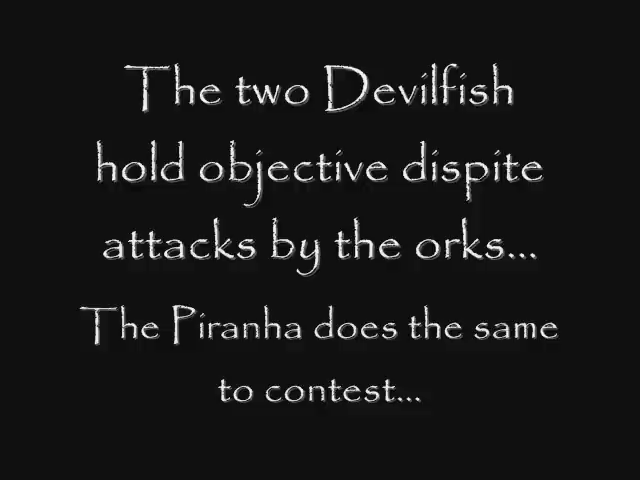 The two Devilfish
hold objective dispite
attacks by the orks...
The Piranha does the same
to contest...